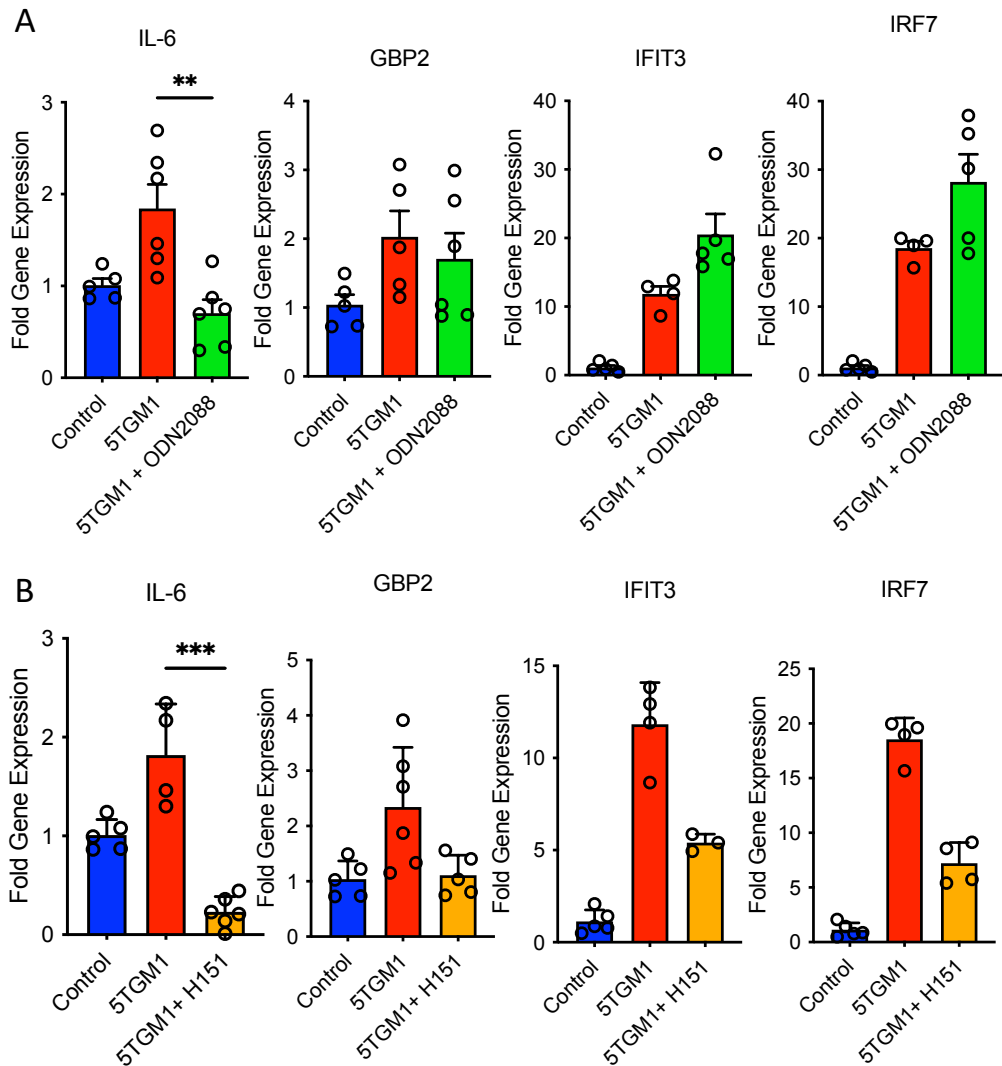 A
IL-6
GBP2
IFIT3
IRF7
**
Fold Gene Expression
3
2
1
0
Control
5TGM1
5TGM1 + ODN2088
Fold Gene Expression
4
3
2
1
0
Control
5TGM1
5TGM1 + ODN2088
Fold Gene Expression
40
30
20
10
0
Control
5TGM1
5TGM1 + ODN2088
Fold Gene Expression
40
30
20
10
0
Control
5TGM1
5TGM1 + ODN2088
B
IL-6
GBP2
IFIT3
IRF7
***
Fold Gene Expression
3
2
1
0
Control
5TGM1
5TGM1+ H151
Fold Gene Expression
5
4
3
2
1
0
Control
5TGM1
5TGM1+ H151
Fold Gene Expression
15
10
5
0
Control
5TGM1
5TGM1+ H151
Fold Gene Expression
25
20
15
10
5
0
Control
5TGM1
5TGM1+ H151